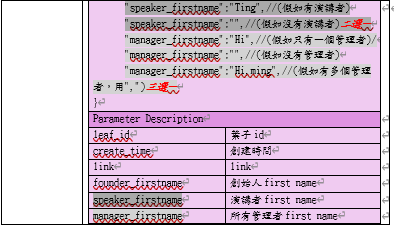 "speaker_firstname":"Ting",//(假如有演講者)
"speaker_firstname":"",//(假如沒有演講者)二選一
"manager_firstname":"Hi",//(假如只有一個管理者)/
"manager_firstname":"",//(假如沒有管理者)
"manager_firstname":"Hi,ming",//(假如有多個管理
者，用",")二選一
}
Parameter Description
leaf_id 葉子 id
create_time 創建時間
link link
founder_firstname 創始人 first name
speaker_firstname 演講者 first name
manager_firstname 所有管理者 first name